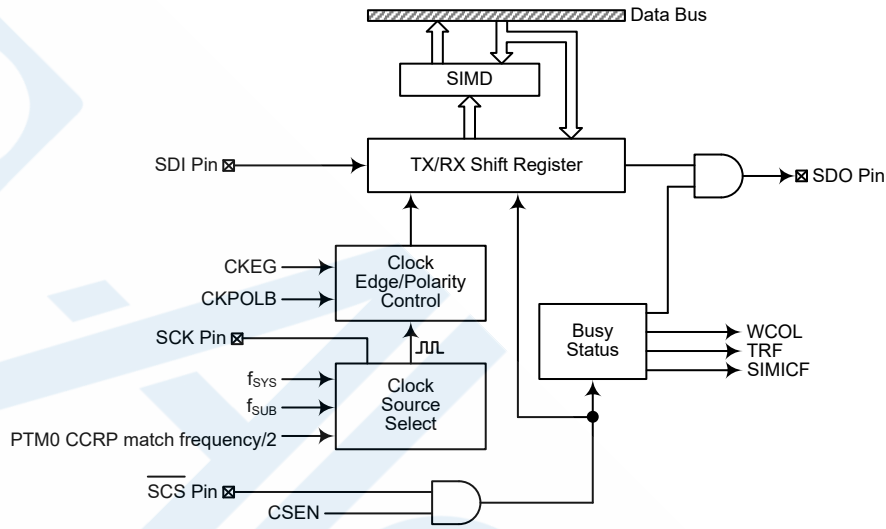 Data Bus
SIMD
SDI Pin
TX/RX Shift Register
SDO Pin
CKEG
CKPOLB
Clock
Edge/Polarity
Control
SCK Pin
Busy
Status
WCOL
TRF
SIMICF
fSYS
fSUB
PTM0 CCRP match frequency/2
Clock
Source
Select
SCS Pin
CSEN